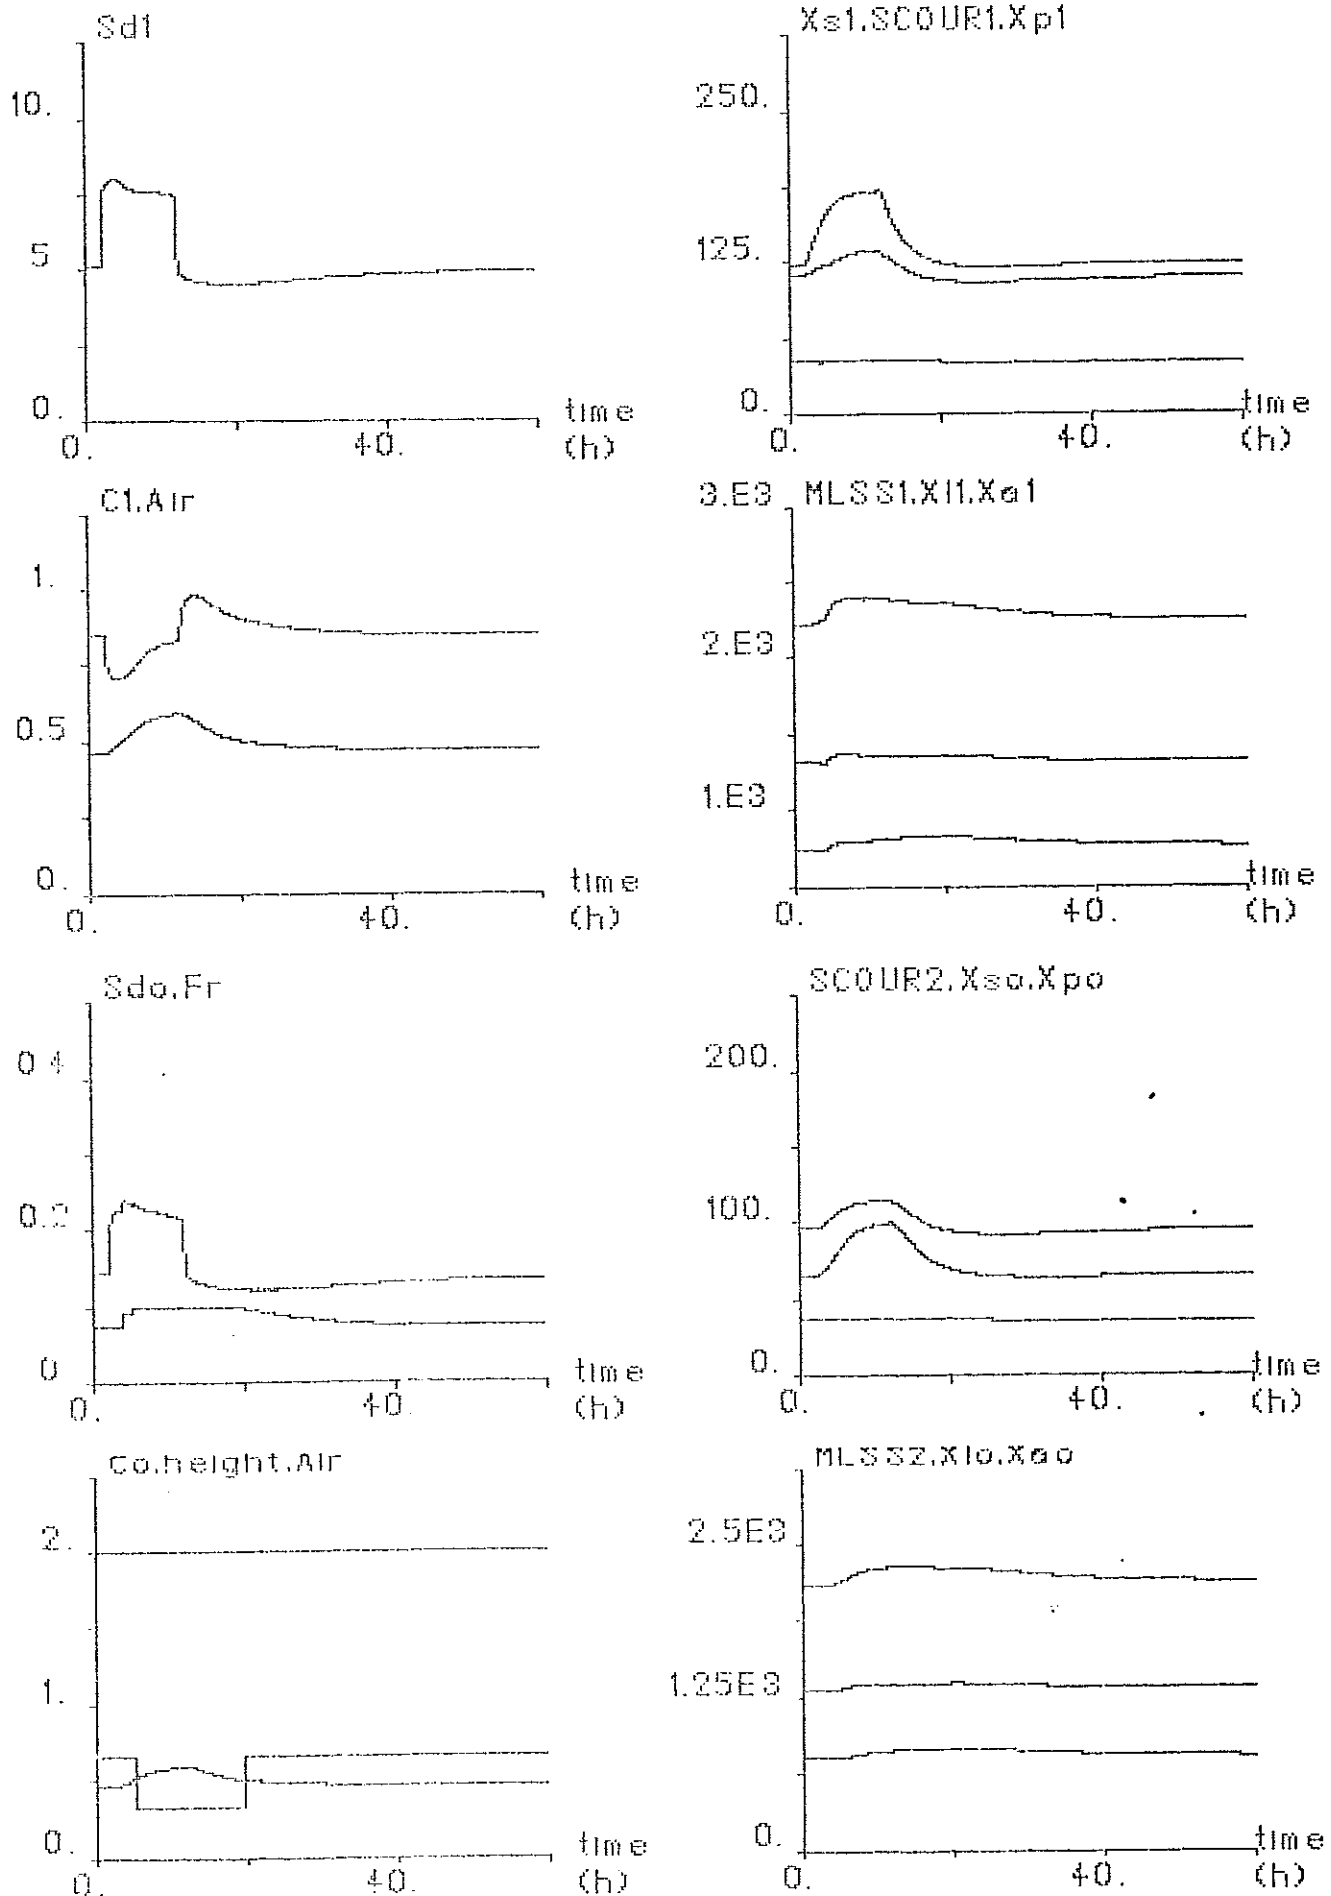 Sd1
10.
5
0.
0.
40.
time
(h)
Xs1.SCOUR1.Xp1
250.
125.
0.
0.
40.
time
(h)
C1.Air
1.
0.5
0.
0.
40.
time
(h)
3.E3
MLSS1.XI1.Xa1
2.E3
1.E3
0.
40.
time
(h)
Sdo.Fr
0.4
0.2
0
0.
40.
time
(h)
SCOUR2.Xso.Xpo
200.
100.
0.
0.
40.
time
(h)
Co.height.Air
2.
1.
0.
0.
40.
time
(h)
MLSS2.XIo.Xao
2.5E3
1.25E3
0.
0.
40.
time
(h)